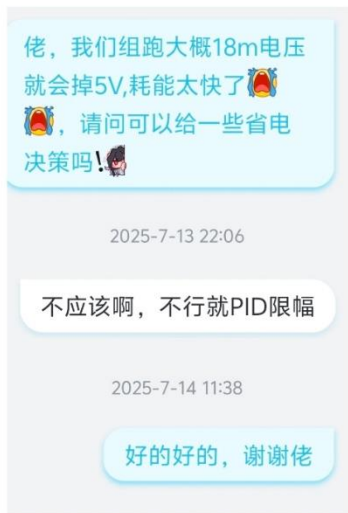 佬，我们组跑大概18m电压
就会掉5V,耗能太快了😭
😭，请问可以给一些省电
决策吗!
2025-7-13 22:06
不应该啊，不行就PID限幅
2025-7-14 11:38
好的好的，谢谢佬